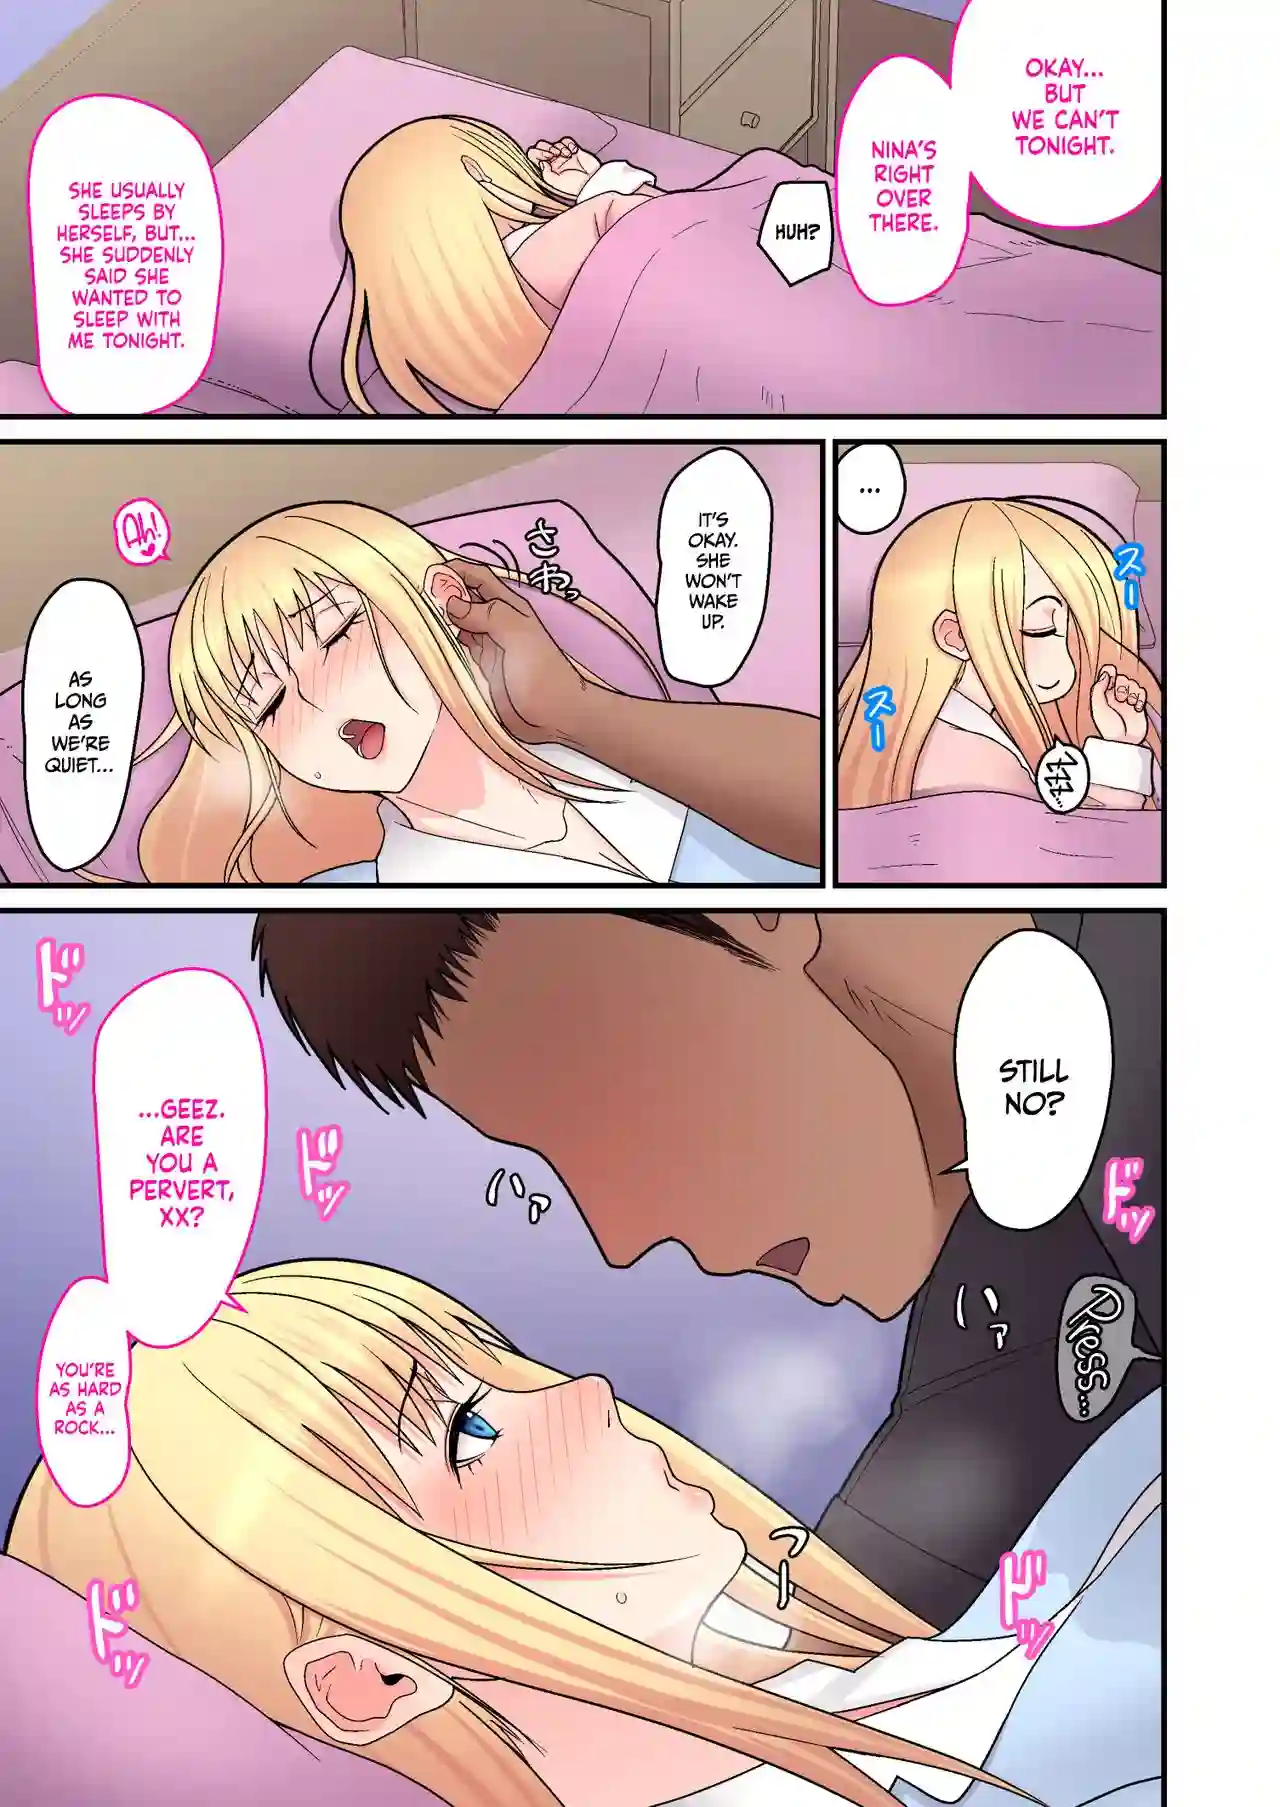 OKAY...
BUT
WE CAN'T
TONIGHT.
NINA'S
RIGHT
OVER
THERE.
HUH?
SHE USUALLY
SLEEPS BY
HERSELF, BUT...
SHE SUDDENLY
SAID SHE
WANTED TO
SLEEP WITH
ME TONIGHT.
...
スー
スー
ZZZ...
IT'S
OKAY.
SHE
WON'T
WAKE
UP.
さわっ
Ah!
AS
LONG
AS
WE'RE
QUIET...
STILL
NO?
Press...
ドッ
ハァ
ハァ
ドッ
ドッ
...GEEZ.
ARE
YOU A
PERVERT,
XX?
YOU'RE
AS HARD
AS A
ROCK...
ドッ
ドッ